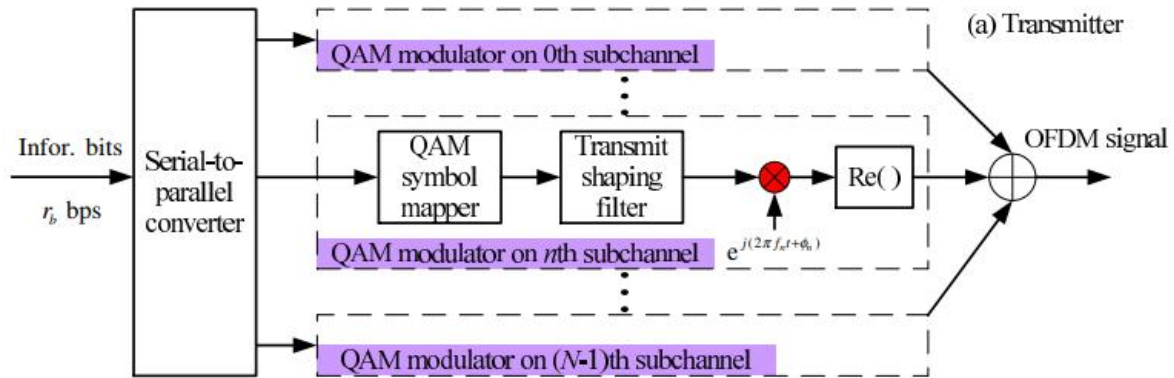 (a) Transmitter
QAM modulator on 0th subchannel
Infor. bits
r_b bps
Serial-to-
parallel
converter
QAM
symbol
mapper
Transmit
shaping
filter
Re( )
OFDM signal
e^{j(2πf_n t+ϕ_n)}
QAM modulator on nth subchannel
QAM modulator on (N-1)th subchannel